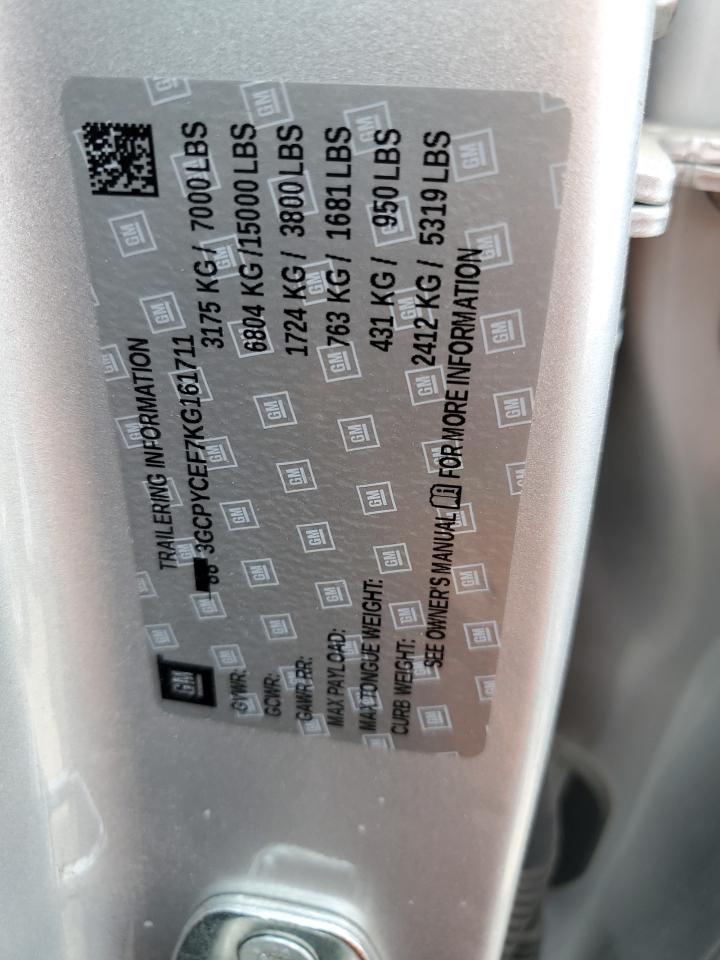 GM
TRAILERING INFORMATION
3GCPYCEF7KG161711
GVWR: 3175 KG / 7000 LBS
GCWR: 6804 KG /15000 LBS
GAWR RR: 1724 KG / 3800 LBS
MAX PAYLOAD: 763 KG / 1681 LBS
MAX TONGUE WEIGHT: 431 KG / 950 LBS
CURB WEIGHT: 2412 KG / 5319 LBS
SEE OWNER'S MANUAL FOR MORE INFORMATION